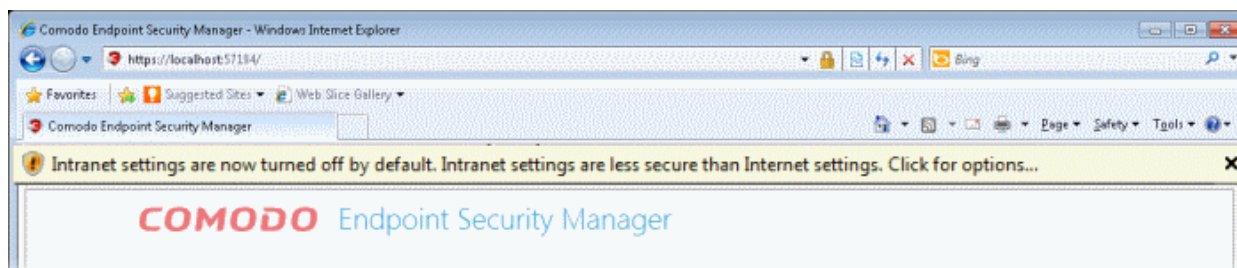 Comodo Endpoint Security Manager - Windows Internet Explorer
https://localhost:57194/
Bing
Favorites Suggested Sites Web Slice Gallery
Comodo Endpoint Security Manager Page Safety Tools
Intranet settings are now turned off by default. Intranet settings are less secure than Internet settings. Click for options...
COMODO Endpoint Security Manager